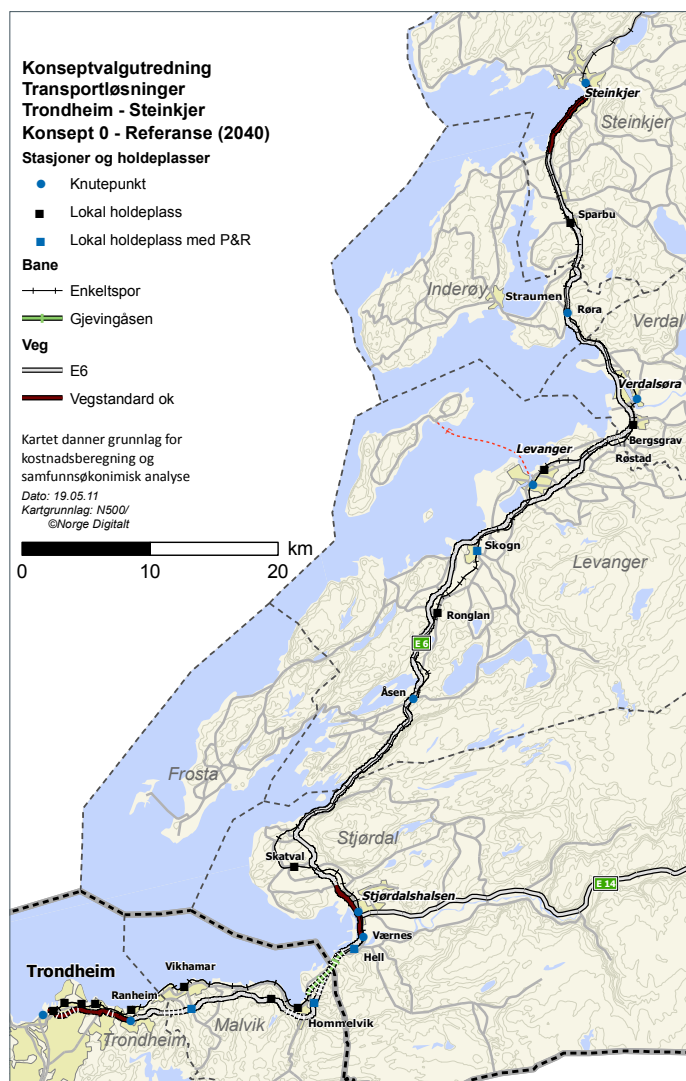 Konseptvalgutredning
Transportløsninger
Trondheim - Steinkjer
Konsept 0 - Referanse (2040)
Stasjoner og holdeplasser
Knutepunkt
Lokal holdeplass
Lokal holdeplass med P&R
Bane
Enkeltspor
Gjevingåsen
Veg
E6
Vegstandard ok
Kartet danner grunnlag for
kostnadsberegning og
samfunnsøkonimisk analyse
Dato: 19.05.11
Kartgrunnlag: N500/
©Norge Digitalt
0 10 20 km
Steinkjer
Steinkjer
Sparbu
Inderøy
Straumen
Røra
Verdal
Verdalsøra
Bergsgrav
Levanger
Røstad
Skogn
Levanger
Ronglan
E 6
Åsen
Frosta
Stjørdal
Skatval
E 14
Stjørdalshalsen
Værnes
Hell
Trondheim
Vikhamar
Ranheim
Hommelvik
Malvik
Trondheim